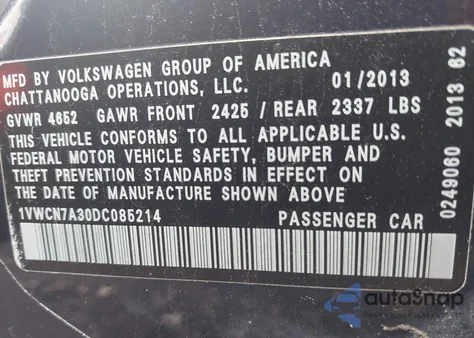 MFD BY VOLKSWAGEN GROUP OF AMERICA
CHATTANOOGA OPERATIONS, LLC. 01/2013
GVWR 4652 GAWR FRONT 2425 / REAR 2337 LBS
THIS VEHICLE CONFORMS TO ALL APPLICABLE U.S.
FEDERAL MOTOR VEHICLE SAFETY, BUMPER AND
THEFT PREVENTION STANDARDS IN EFFECT ON
THE DATE OF MANUFACTURE SHOWN ABOVE
1VWCN7A30DC085214 PASSENGER CAR
0249060 2013 62
autoSnap